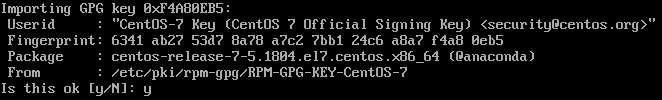 Importing GPG key 0xF4A80EB5:
 Userid     : "CentOS-7 Key (CentOS 7 Official Signing Key) <security@centos.org>"
 Fingerprint: 6341 ab27 53d7 8a78 a7c2 7bb1 24c6 a8a7 f4a8 0eb5
 Package    : centos-release-7-5.1804.el7.centos.x86_64 (@anaconda)
 From       : /etc/pki/rpm-gpg/RPM-GPG-KEY-CentOS-7
Is this ok [y/N]: y